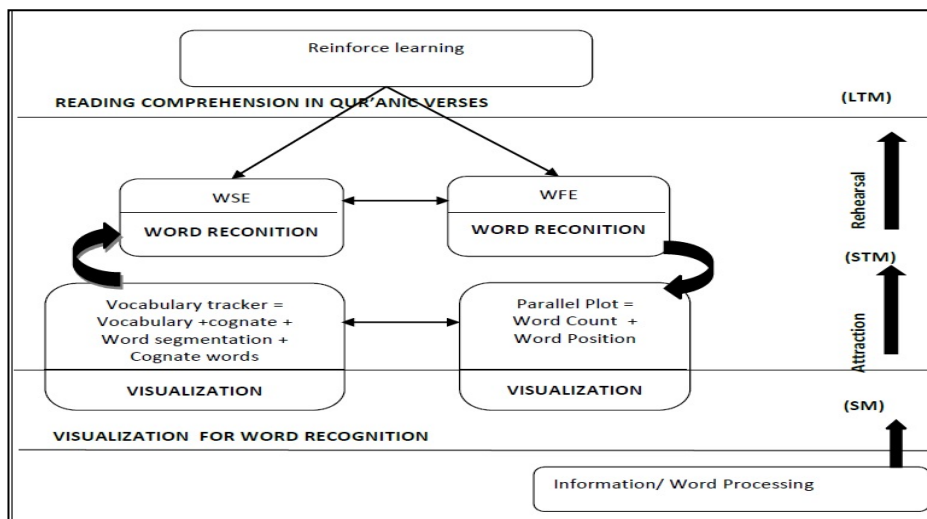 Reinforce learning
READING COMPREHENSION IN QUR'ANIC VERSES
(LTM)
Rehearsal
WSE
WORD RECONITION
WFE
WORD RECONITION
(STM)
Vocabulary tracker =
Vocabulary +cognate +
Word segmentation +
Cognate words
VISUALIZATION
Parallel Plot =
Word Count +
Word Position
VISUALIZATION
Attraction
(SM)
VISUALIZATION FOR WORD RECOGNITION
Information/ Word Processing